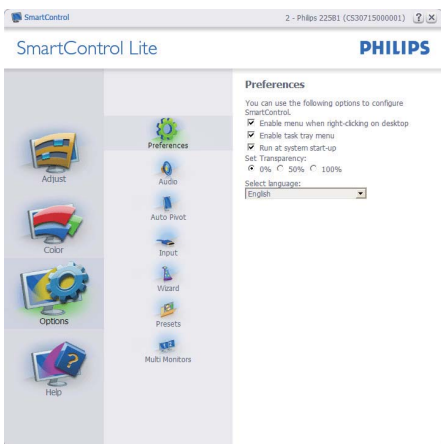 SmartControl
2 - Philips 225B1 (CS30715000001)
SmartControl Lite
PHILIPS
Adjust
Color
Options
Help
Preferences
Audio
Auto Pivot
Input
Wizard
Presets
Multi Monitors
Preferences
You can use the following options to configure
SmartControl.
Enable menu when right-clicking on desktop
Enable task tray menu
Run at system start-up
Set Transparency:
0% 50% 100%
Select language:
English